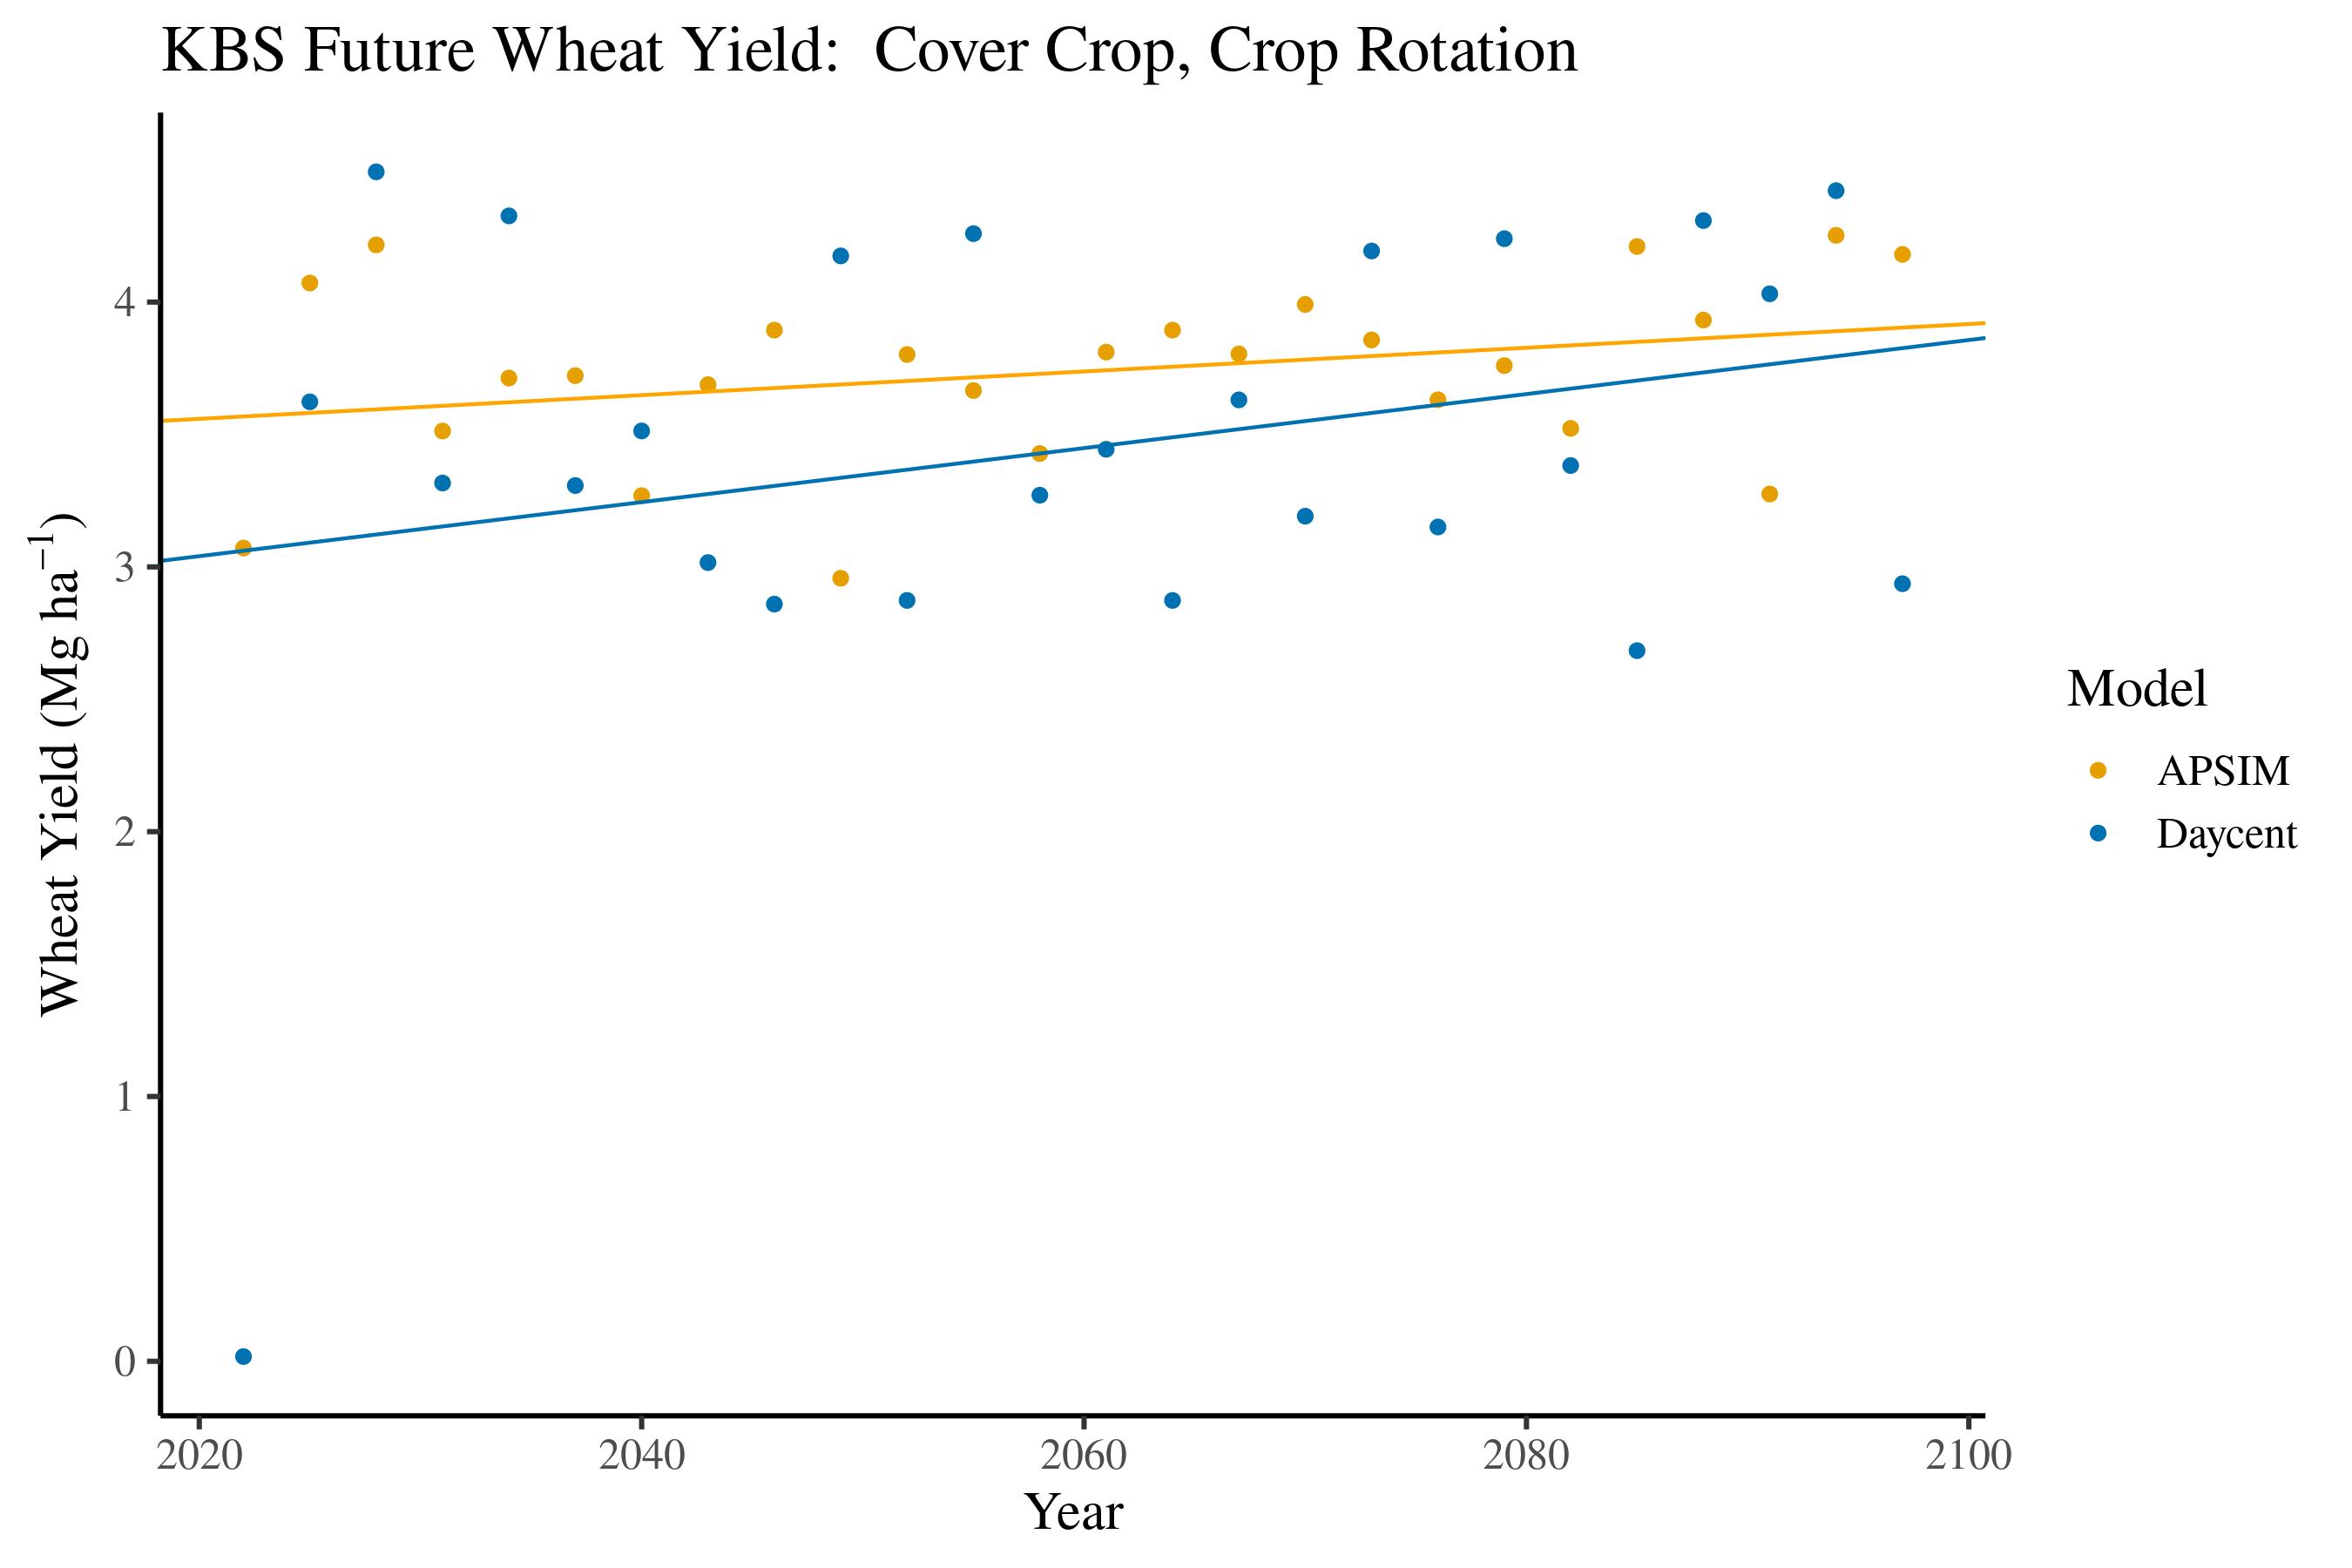 KBS Future Wheat Yield:  Cover Crop, Crop Rotation
Wheat Yield (Mg ha⁻¹)
4
3
2
1
0
2020 2040 2060 2080 2100
Year
Model
APSIM
Daycent